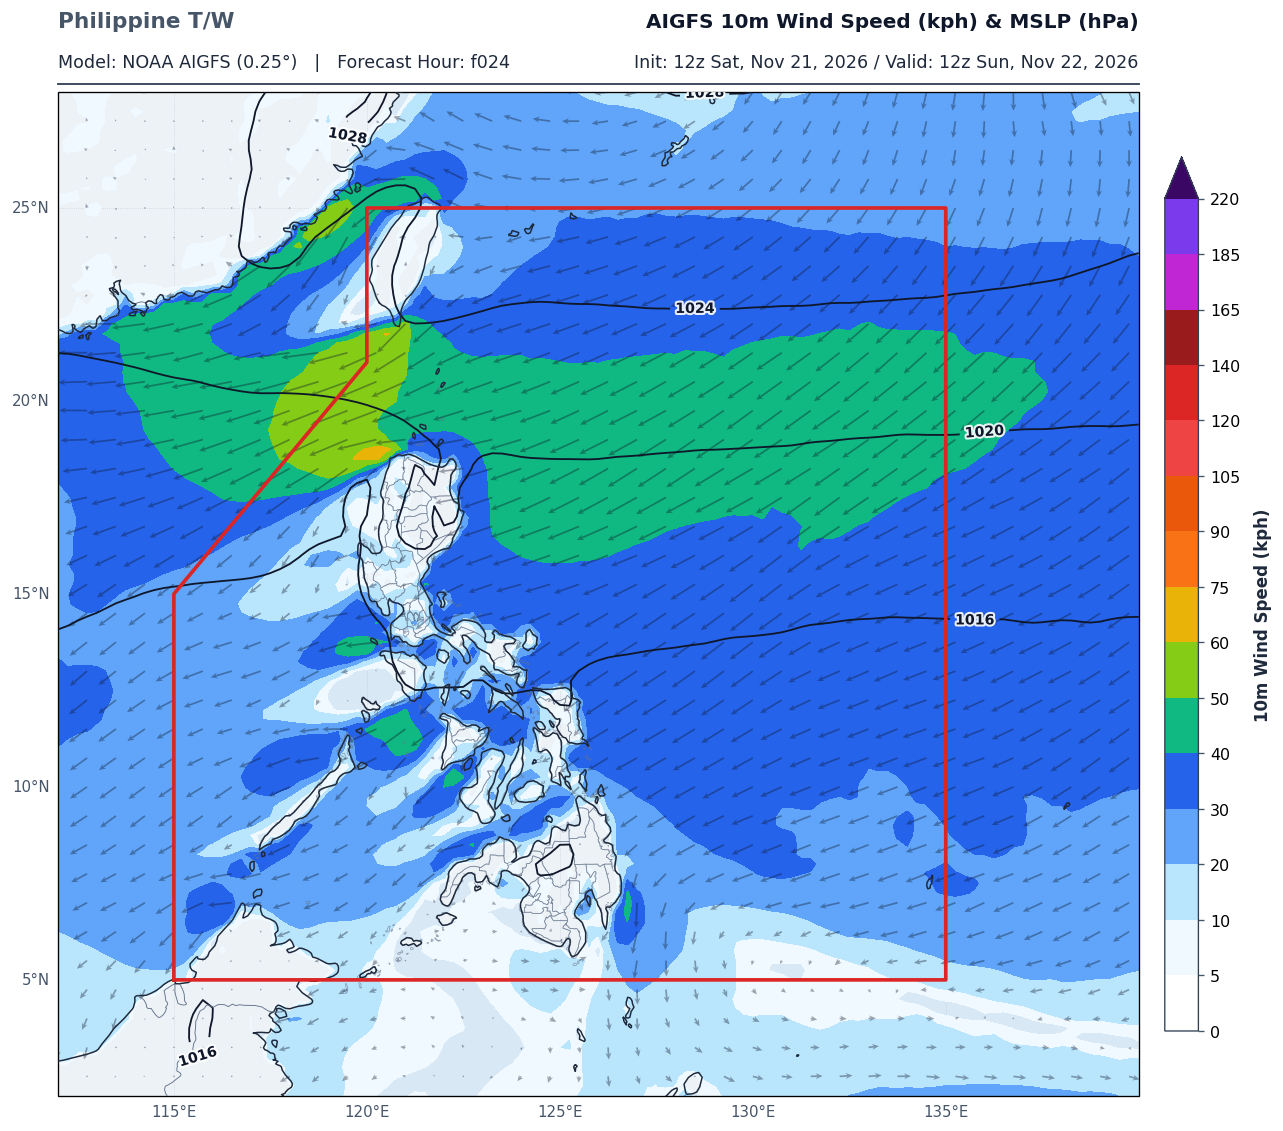 Philippine T/W
AIGFS 10m Wind Speed (kph) & MSLP (hPa)
Model: NOAA AIGFS (0.25°) | Forecast Hour: f024
Init: 12z Sat, Nov 21, 2026 / Valid: 12z Sun, Nov 22, 2026
1028
1028
25°N
1024
20°N
1020
15°N
1016
10°N
5°N
1016
115°E
120°E
125°E
130°E
135°E
220
185
165
140
120
105
90
75
60
50
40
30
20
10
5
0
10m Wind Speed (kph)